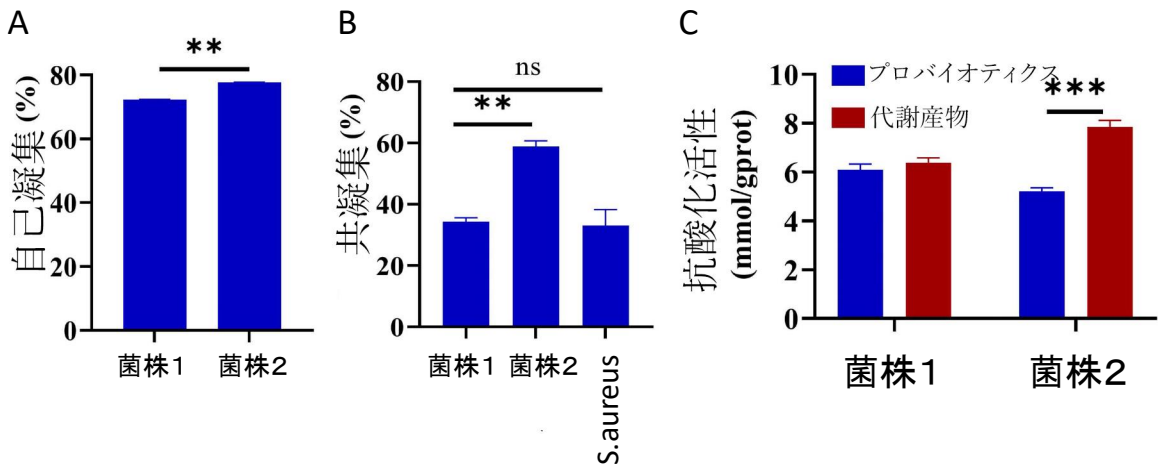 A
**
自己凝集(%)
80
60
40
20
0
菌株1
菌株2
B
ns
**
共凝集(%)
80
60
40
20
0
菌株1
菌株2
S.aureus
C
プロバイオティクス
代謝産物
***
抗酸化活性
(mmol/gprot)
10
8
6
4
2
0
菌株1
菌株2